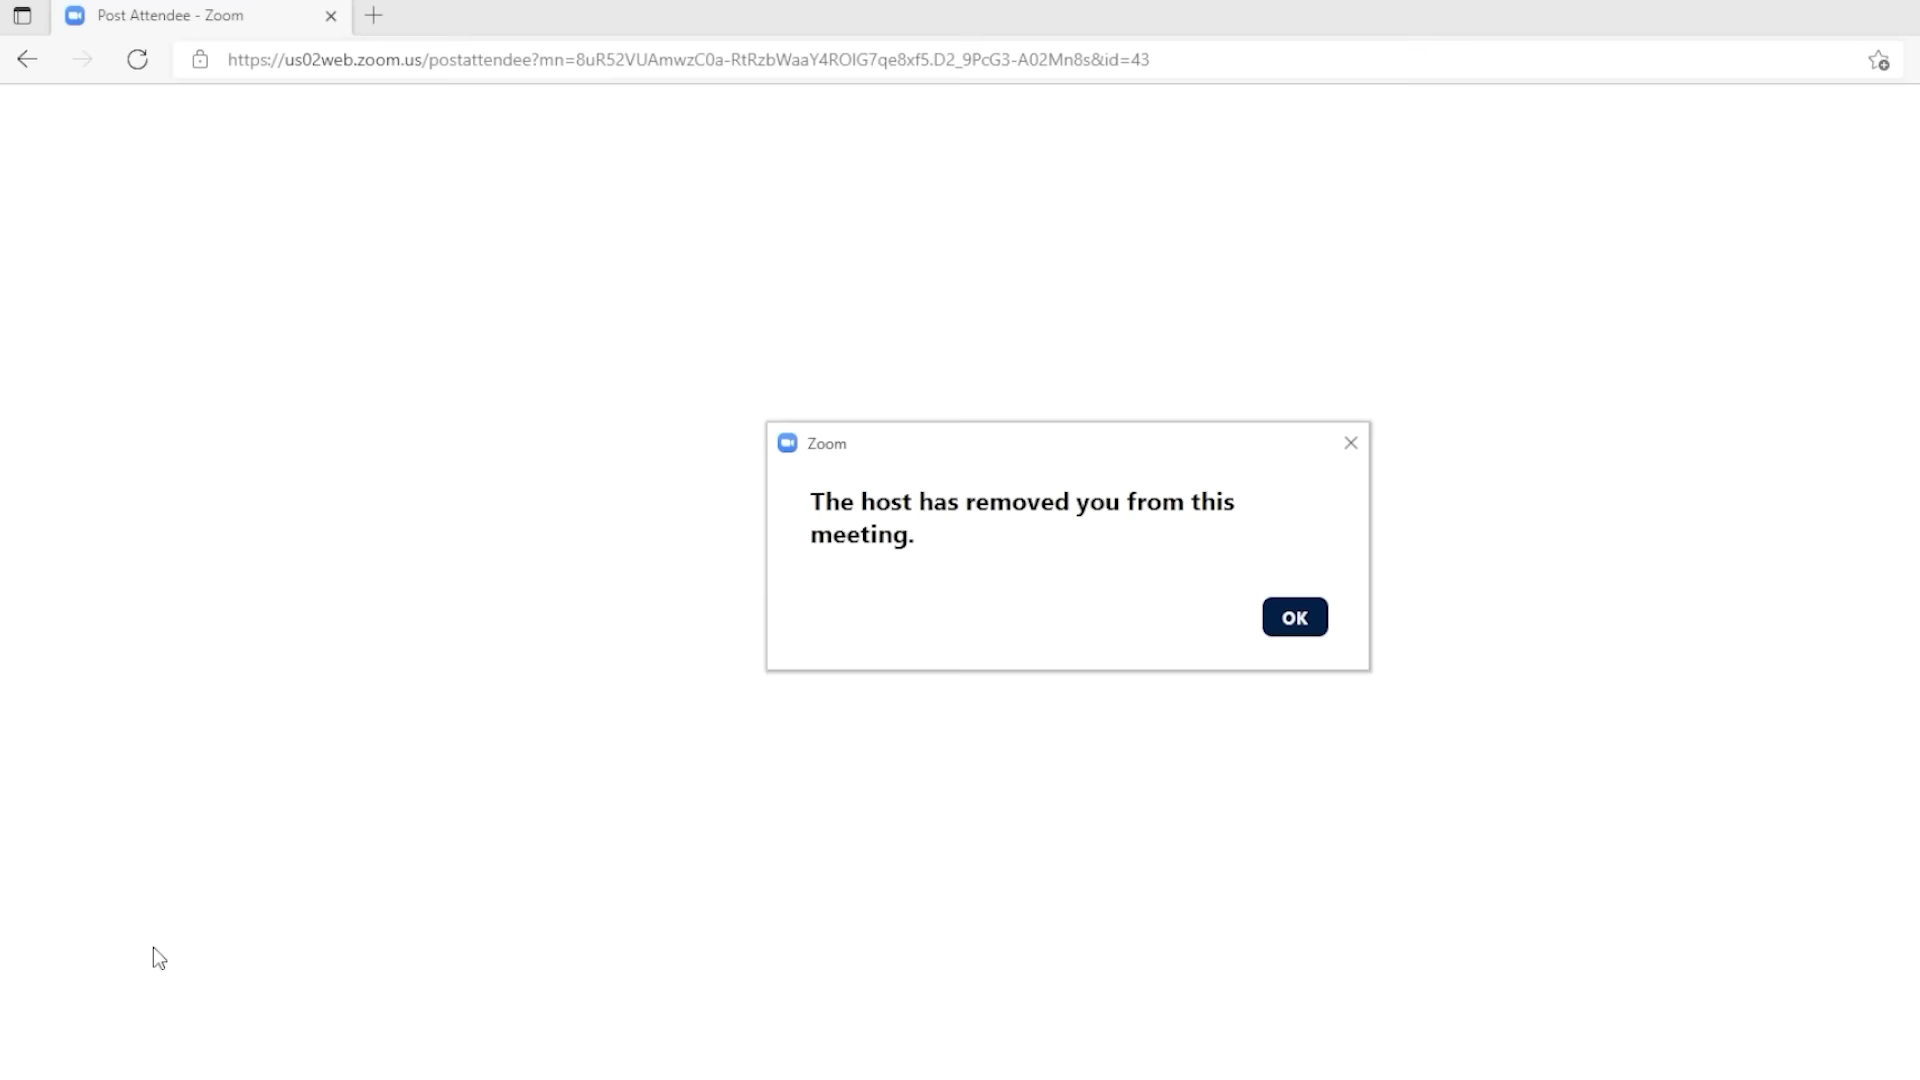 Post Attendee - Zoom
https://us02web.zoom.us/postattendee?mn=8uR52VUAmwzC0a-RtRzbWaaY4ROIG7qe8xf5.D2_9PcG3-A02Mn8s&id=43
Zoom
The host has removed you from this
meeting.
OK